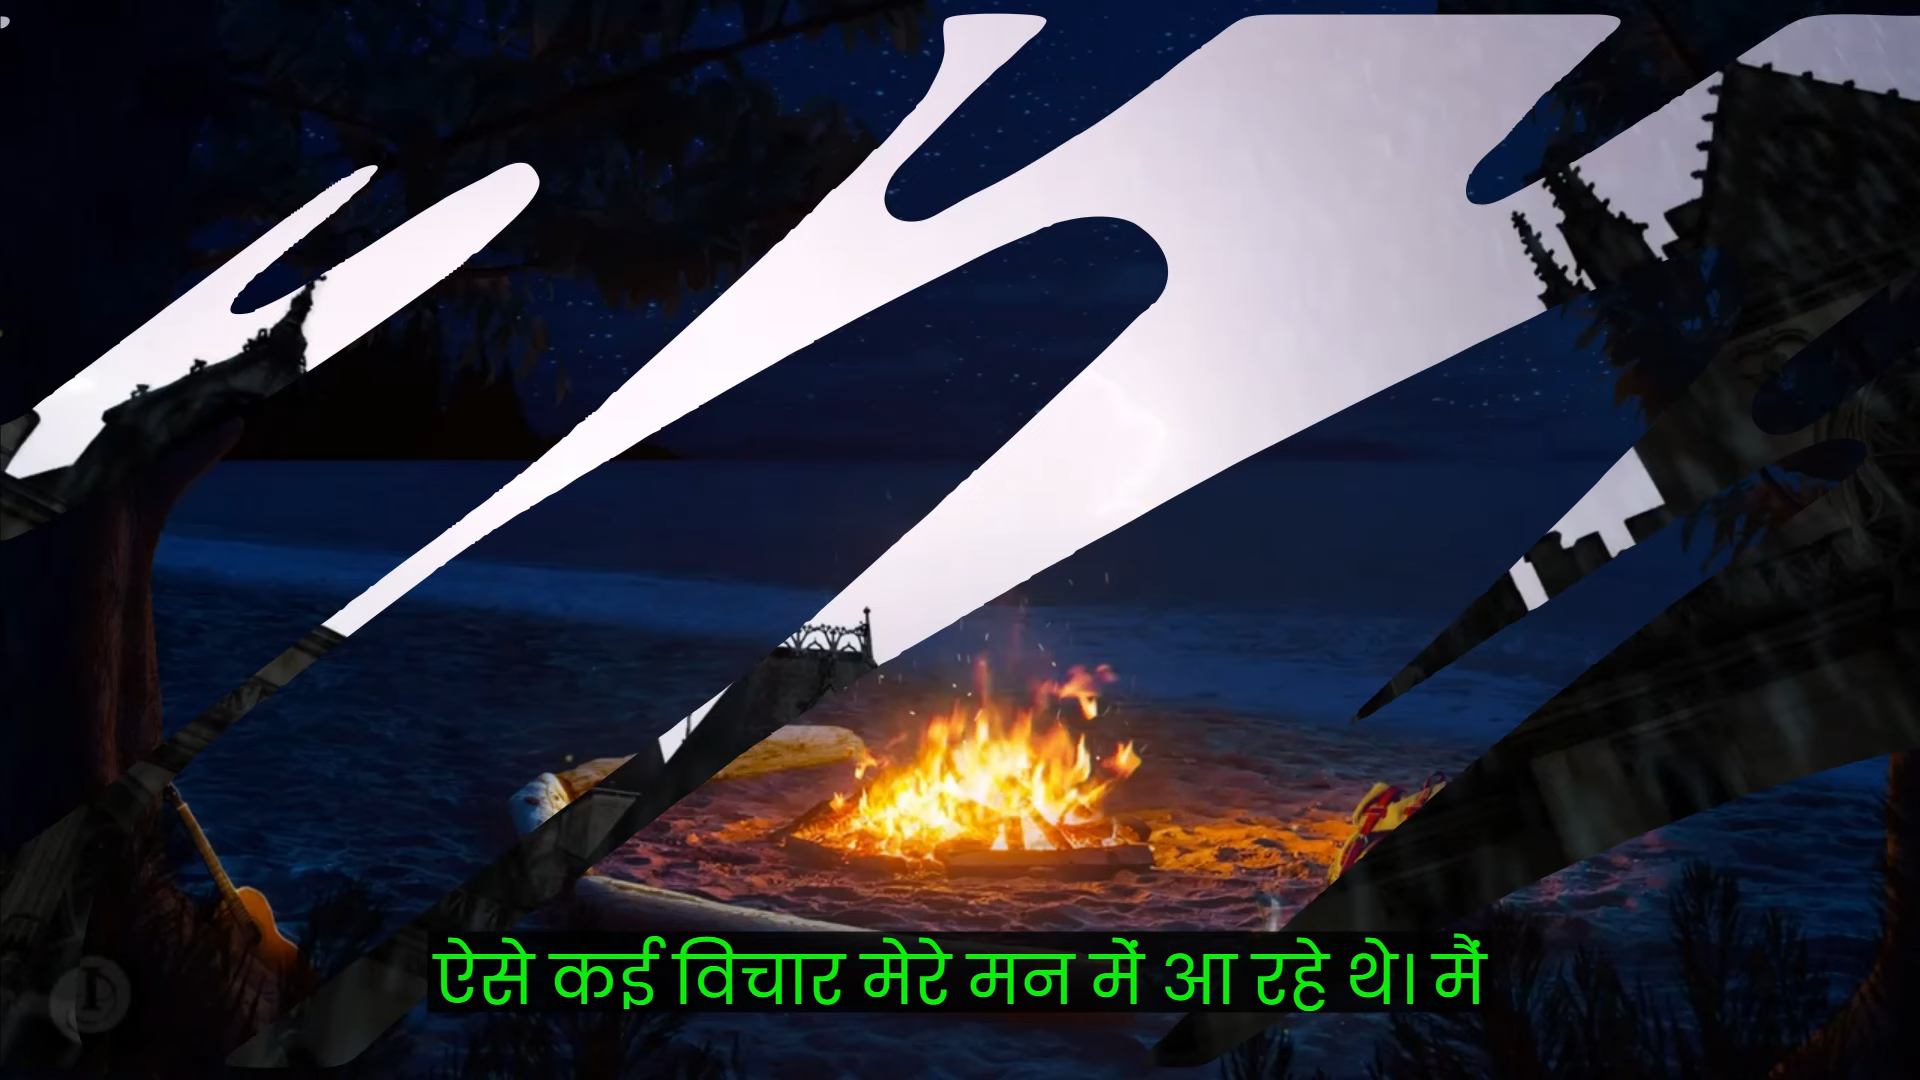 ऐसे कई विचार मेरे मन में आ रहे थे। मैं